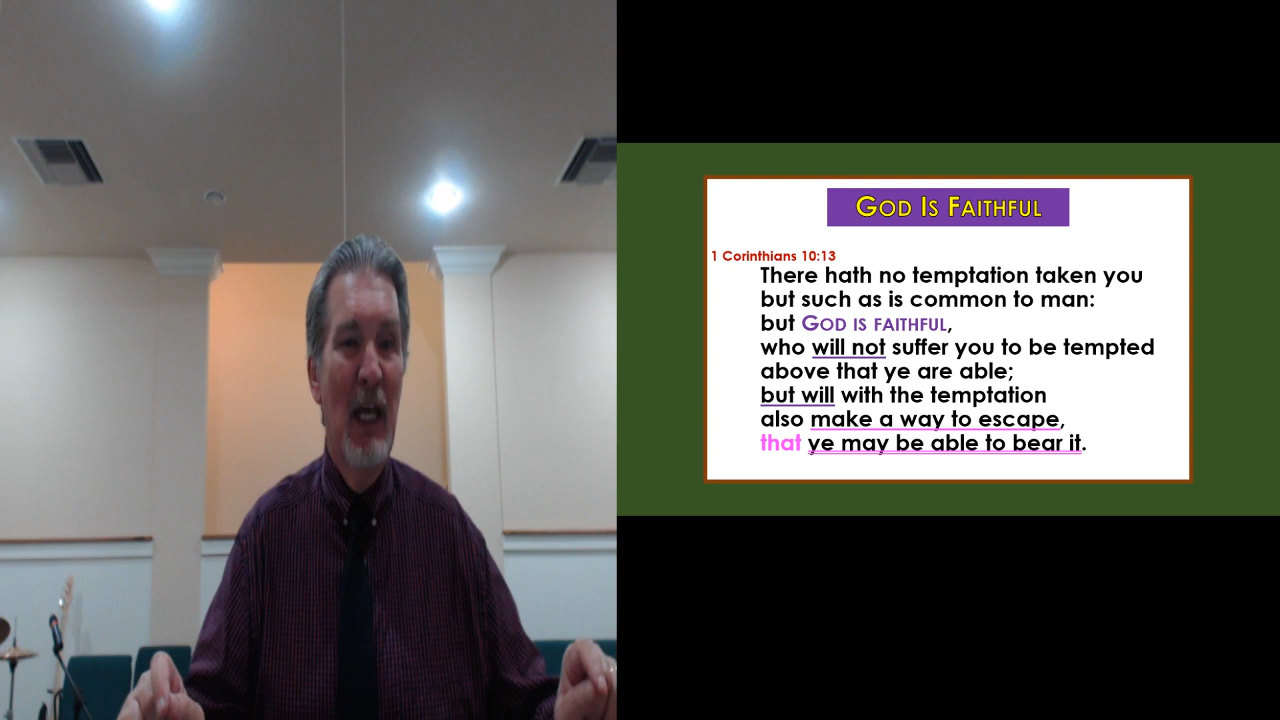 God Is Faithful
1 Corinthians 10:13
There hath no temptation taken you
but such as is common to man:
but God is faithful,
who will not suffer you to be tempted
above that ye are able;
but will with the temptation
also make a way to escape,
that ye may be able to bear it.